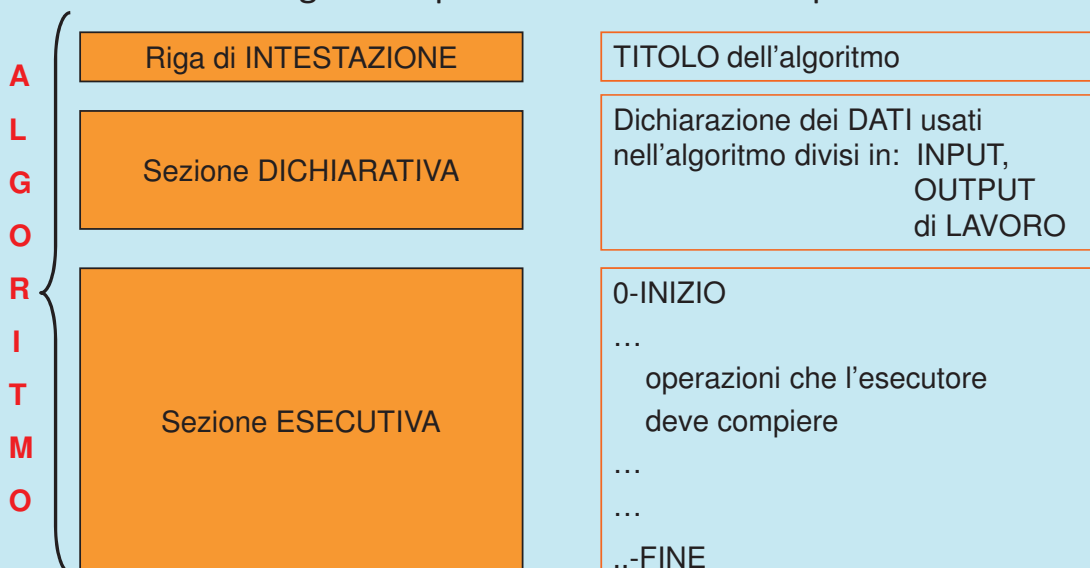 ALGORITMO
Riga di INTESTAZIONE
TITOLO dell'algoritmo
Sezione DICHIARATIVA
Dichiarazione dei DATI usati
nell'algoritmo divisi in: INPUT,
OUTPUT
di LAVORO
Sezione ESECUTIVA
0-INIZIO
…
operazioni che l'esecutore
deve compiere
…
…
..-FINE